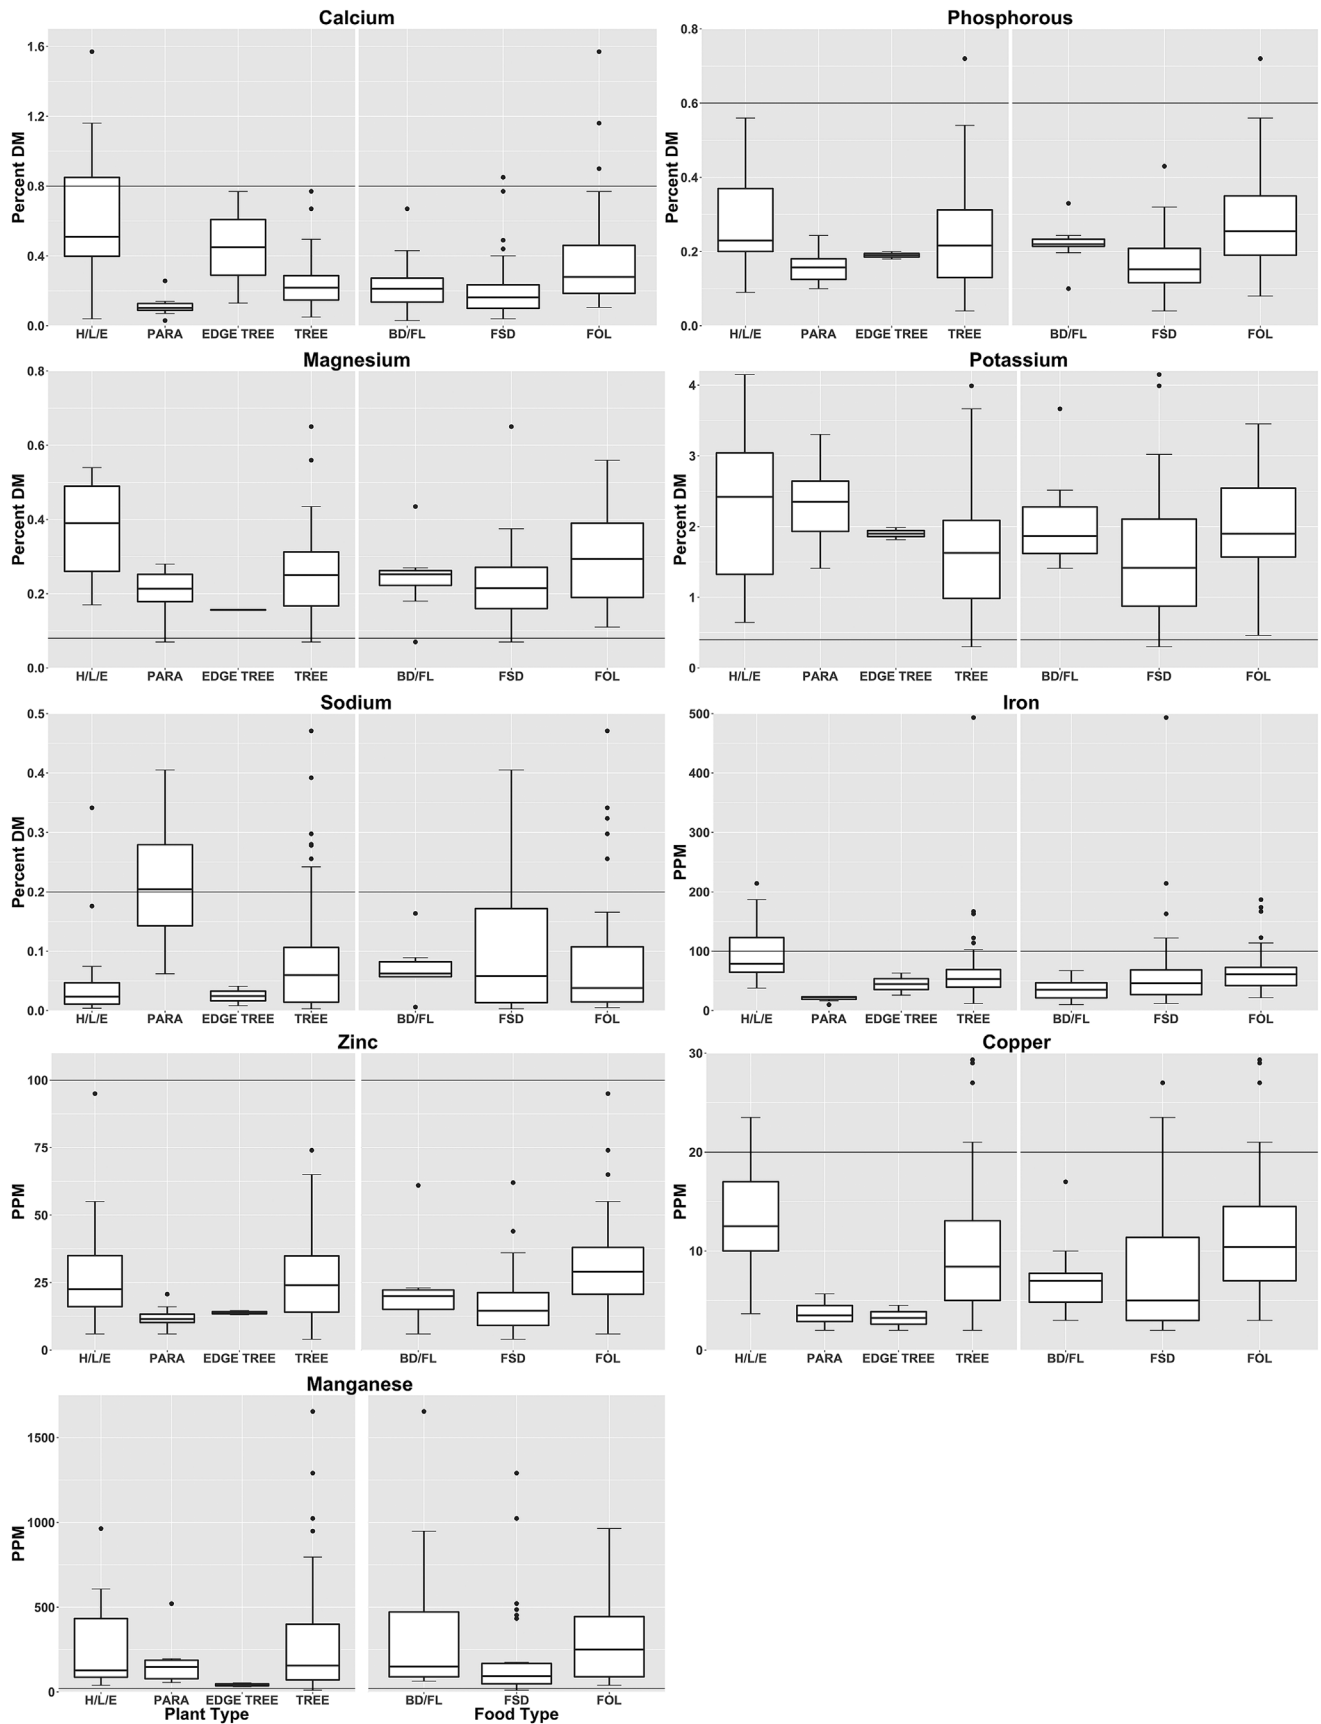 Calcium
Phosphorous
Percent DM
1.6
1.2
0.8
0.4
0.0
H/L/E PARA EDGE TREE TREE BD/FL FSD FOL
Percent DM
0.8
0.6
0.4
0.2
0.0
H/L/E PARA EDGE TREE TREE BD/FL FSD FOL
Magnesium
Potassium
Percent DM
0.8
0.6
0.4
0.2
0.0
H/L/E PARA EDGE TREE TREE BD/FL FSD FOL
Percent DM
4
3
2
1
0
H/L/E PARA EDGE TREE TREE BD/FL FSD FOL
Sodium
Iron
Percent DM
0.5
0.4
0.3
0.2
0.1
0.0
H/L/E PARA EDGE TREE TREE BD/FL FSD FOL
PPM
500
400
300
200
100
0
H/L/E PARA EDGE TREE TREE BD/FL FSD FOL
Zinc
Copper
PPM
100
75
50
25
0
H/L/E PARA EDGE TREE TREE BD/FL FSD FOL
PPM
30
20
10
0
H/L/E PARA EDGE TREE TREE BD/FL FSD FOL
Manganese
PPM
1500
1000
500
0
H/L/E PARA EDGE TREE TREE BD/FL FSD FOL
Plant Type Food Type